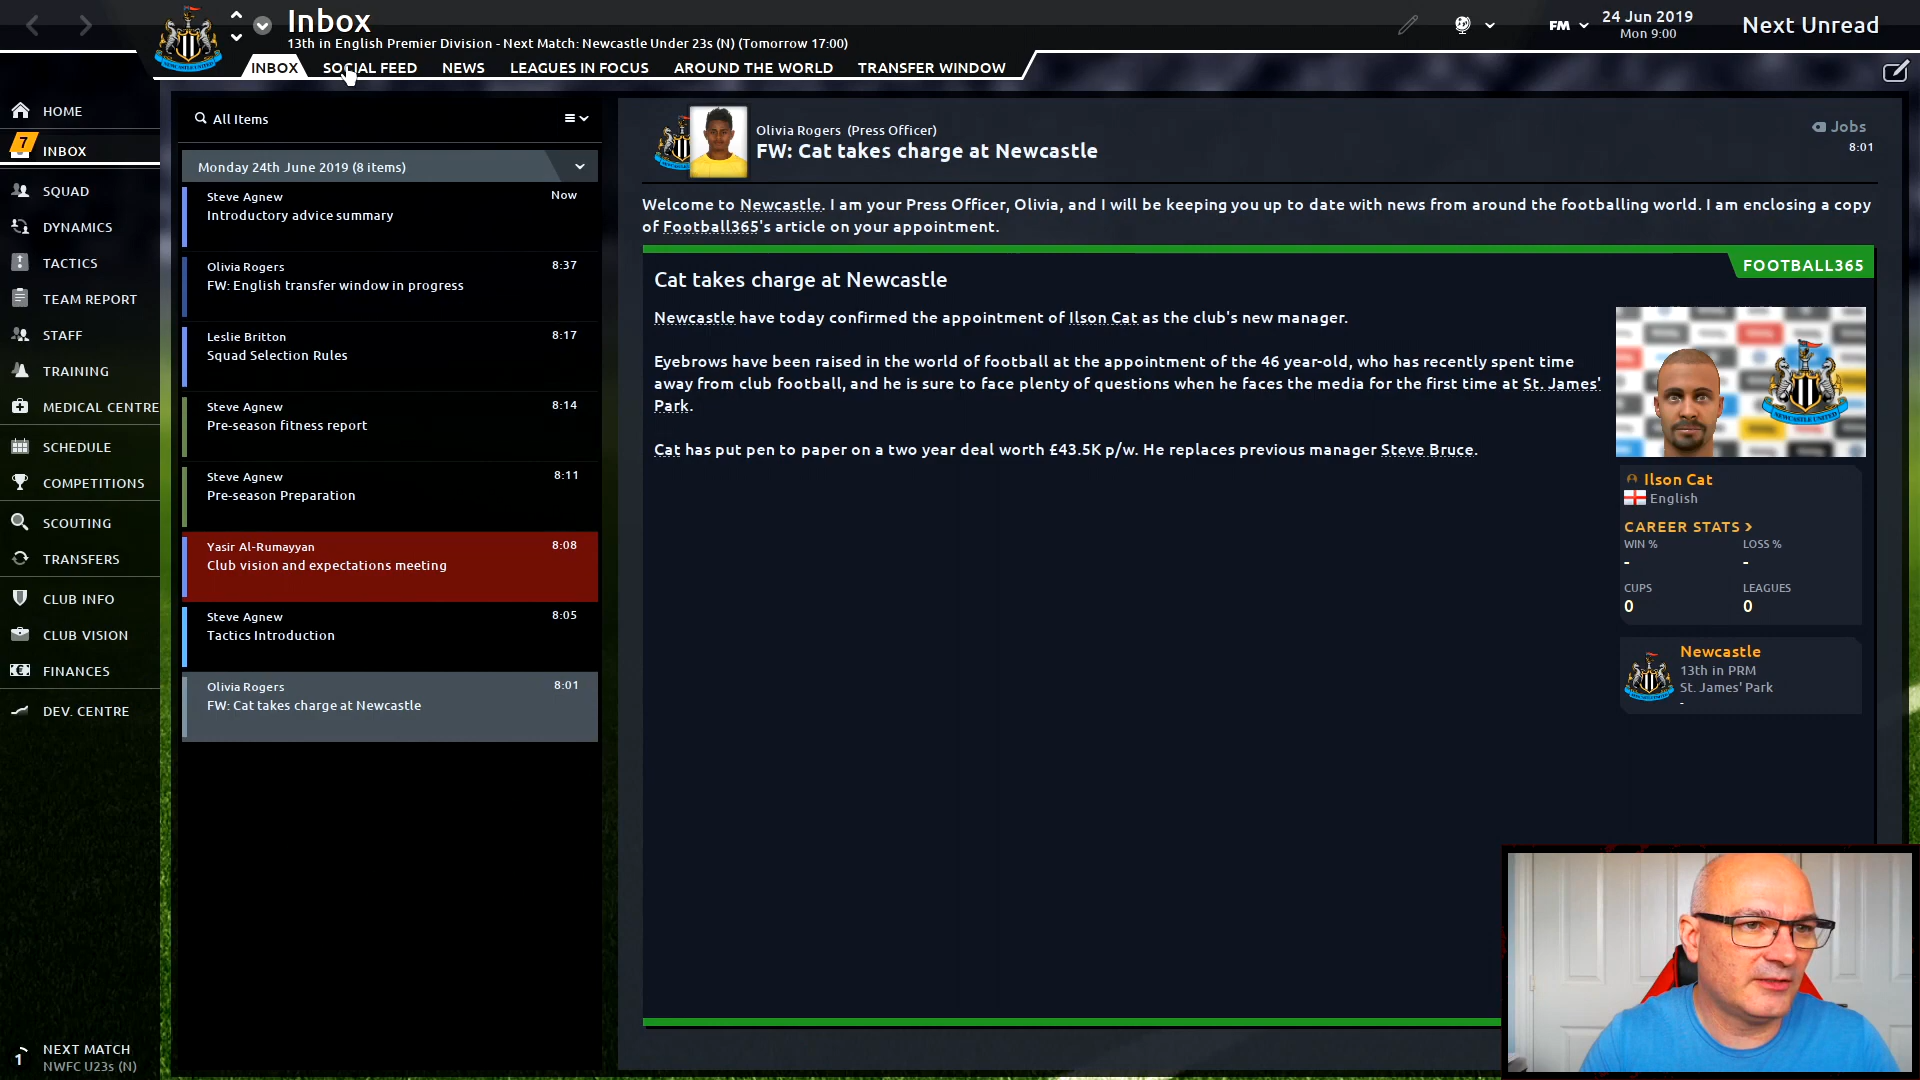 Inbox
13th in English Premier Division - Next Match: Newcastle Under 23s (N) (Tomorrow 17:00)
FM
24 Jun 2019
Mon 9:00
Next Unread
INBOX
SOCIAL FEED
NEWS
LEAGUES IN FOCUS
AROUND THE WORLD
TRANSFER WINDOW
HOME
7
INBOX
SQUAD
DYNAMICS
TACTICS
TEAM REPORT
STAFF
TRAINING
MEDICAL CENTRE
SCHEDULE
COMPETITIONS
SCOUTING
TRANSFERS
CLUB INFO
CLUB VISION
FINANCES
DEV. CENTRE
1
NEXT MATCH
NWFC U23s (N)
All Items
Monday 24th June 2019 (8 items)
Steve Agnew
Now
Introductory advice summary
Olivia Rogers
8:37
FW: English transfer window in progress
Leslie Britton
8:17
Squad Selection Rules
Steve Agnew
8:14
Pre-season fitness report
Steve Agnew
8:11
Pre-season Preparation
Yasir Al-Rumayyan
8:08
Club vision and expectations meeting
Steve Agnew
8:05
Tactics Introduction
Olivia Rogers
8:01
FW: Cat takes charge at Newcastle
Olivia Rogers (Press Officer)
FW: Cat takes charge at Newcastle
Jobs
8:01
Welcome to Newcastle. I am your Press Officer, Olivia, and I will be keeping you up to date with news from around the footballing world. I am enclosing a copy
of Football365's article on your appointment.
FOOTBALL365
Cat takes charge at Newcastle
Newcastle have today confirmed the appointment of Ilson Cat as the club's new manager.
Eyebrows have been raised in the world of football at the appointment of the 46 year-old, who has recently spent time
away from club football, and he is sure to face plenty of questions when he faces the media for the first time at St. James'
Park.
Cat has put pen to paper on a two year deal worth £43.5K p/w. He replaces previous manager Steve Bruce.
NEWCASTLE UNITED
Ilson Cat
English
CAREER STATS >
WIN %
LOSS %
-
-
CUPS
LEAGUES
0
0
Newcastle
13th in PRM
St. James' Park
-